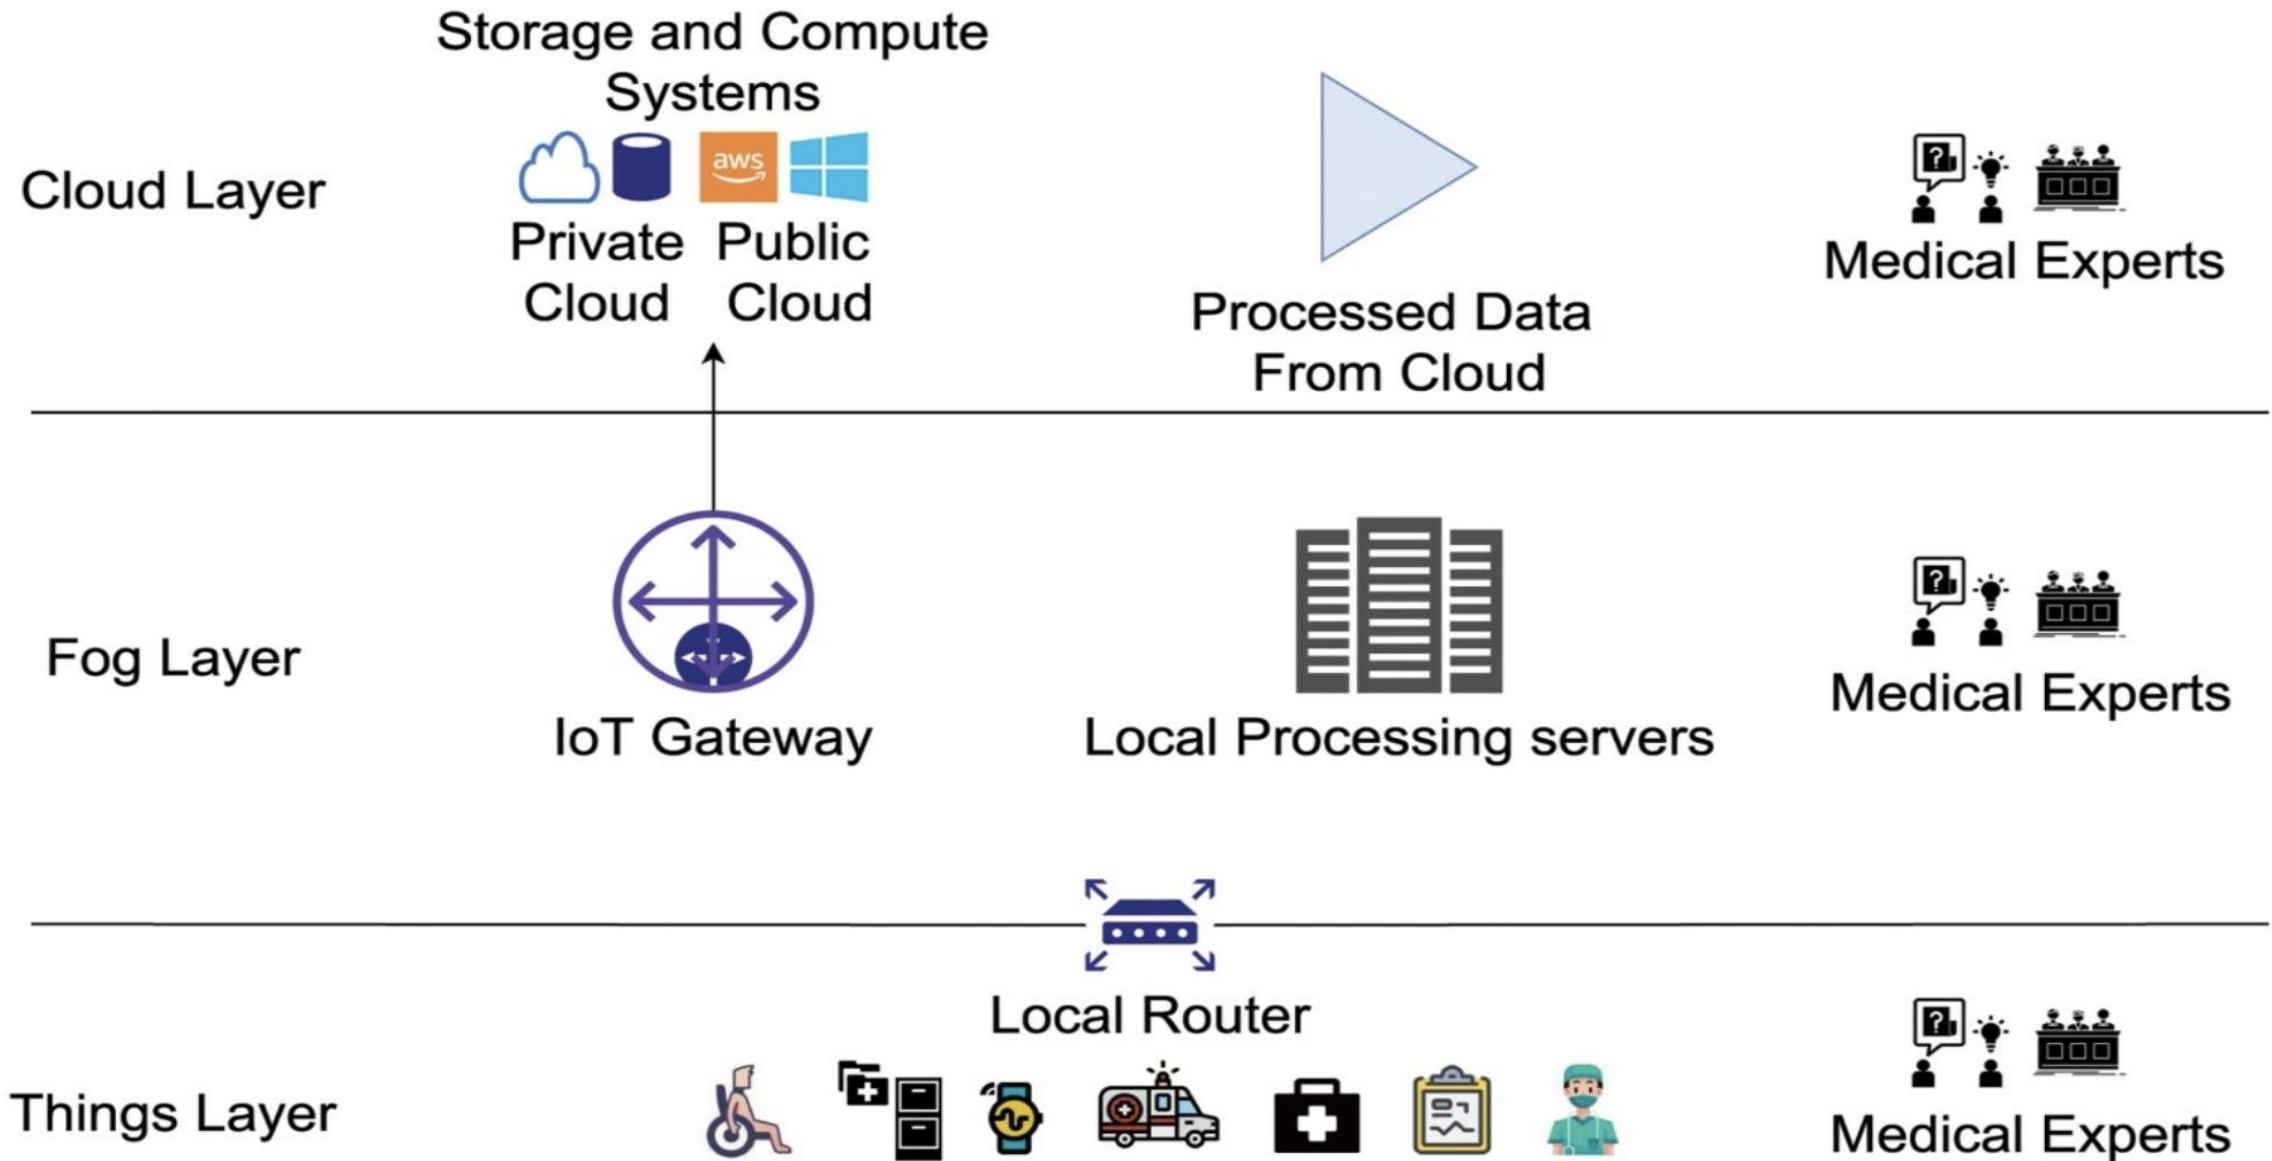 Storage and Compute
Systems
aws
Cloud Layer
Private Public
Cloud Cloud
Processed Data
From Cloud
?
Medical Experts
Fog Layer
IoT Gateway
Local Processing servers
?
Medical Experts
Local Router
Things Layer
?
Medical Experts